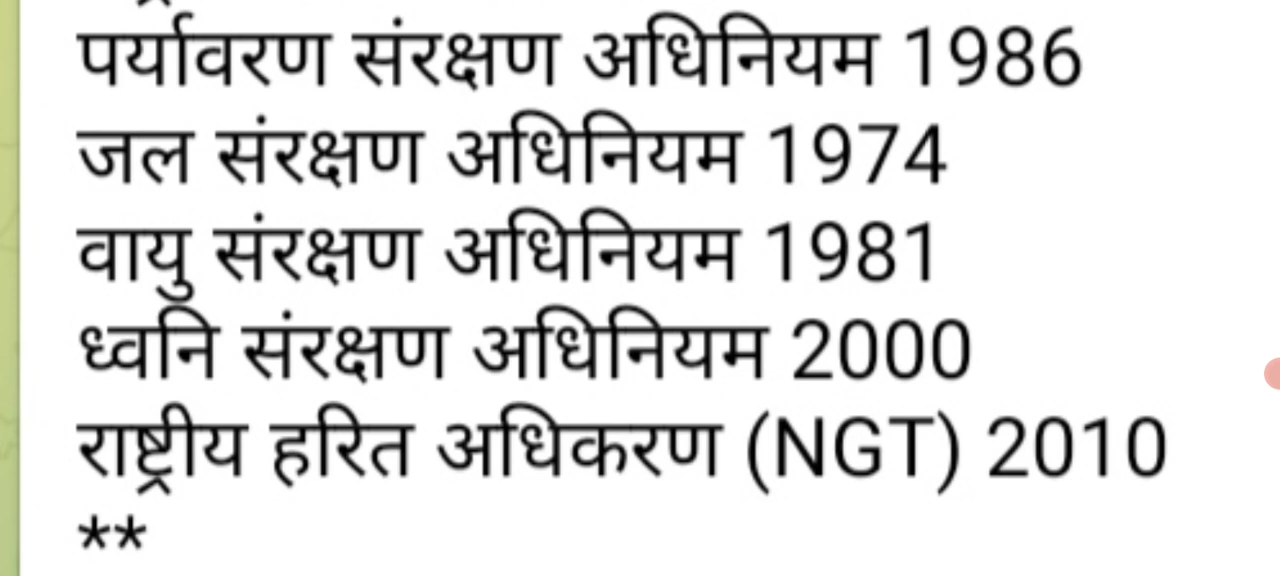 पर्यावरण संरक्षण अधिनियम 1986
जल संरक्षण अधिनियम 1974
वायु संरक्षण अधिनियम 1981
ध्वनि संरक्षण अधिनियम 2000
राष्ट्रीय हरित अधिकरण (NGT) 2010
**